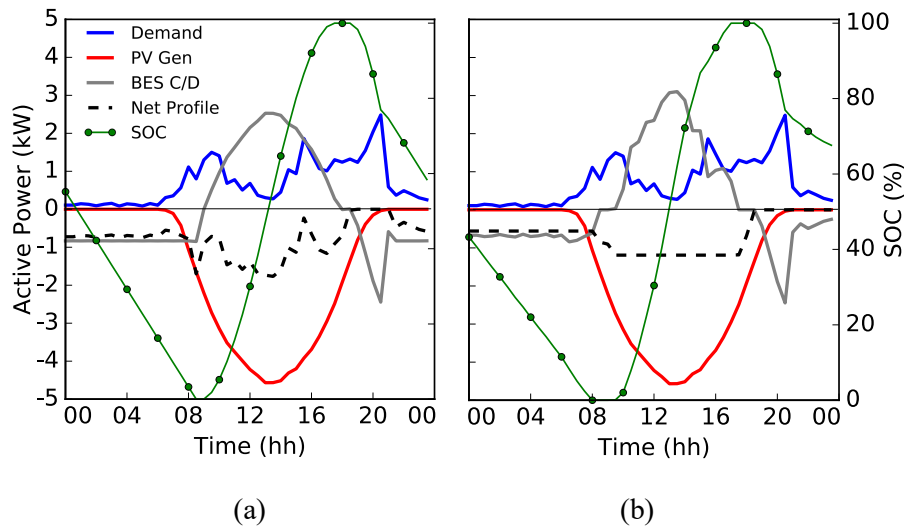 5
4
3
2
1
0
-1
-2
-3
-4
-5
Active Power (kW)
Demand
PV Gen
BES C/D
Net Profile
SOC
00 04 08 12 16 20 00
Time (hh)
(a)
100
80
60
40
20
0
SOC (%)
00 04 08 12 16 20 00
Time (hh)
(b)